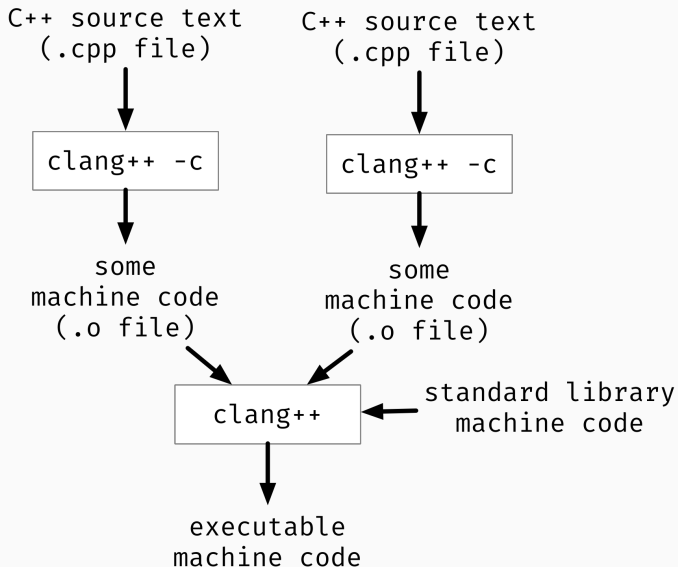 C++ source text
(.cpp file)
C++ source text
(.cpp file)
clang++ -c
clang++ -c
some
machine code
(.o file)
some
machine code
(.o file)
clang++
standard library
machine code
executable
machine code